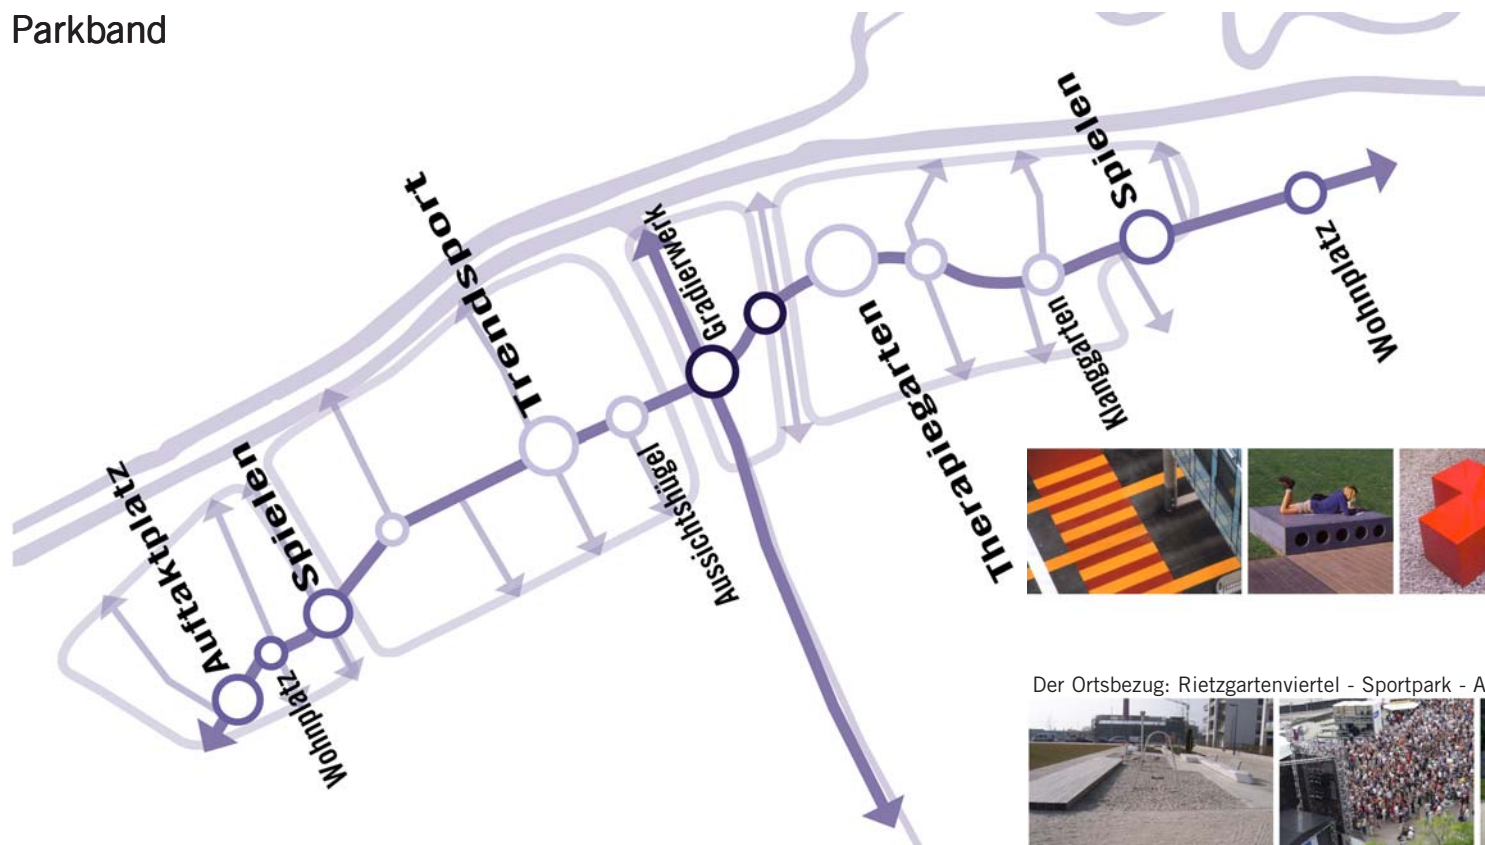 Parkband
Auftaktplatz
Wohnplatz
Spielen
Trendsport
Aussichtshügel
Gradierwerk
Therapiegarten
Klanggarten
Spielen
Wohnplatz
Der Ortsbezug: Rietzgartenviertel - Sportpark - A